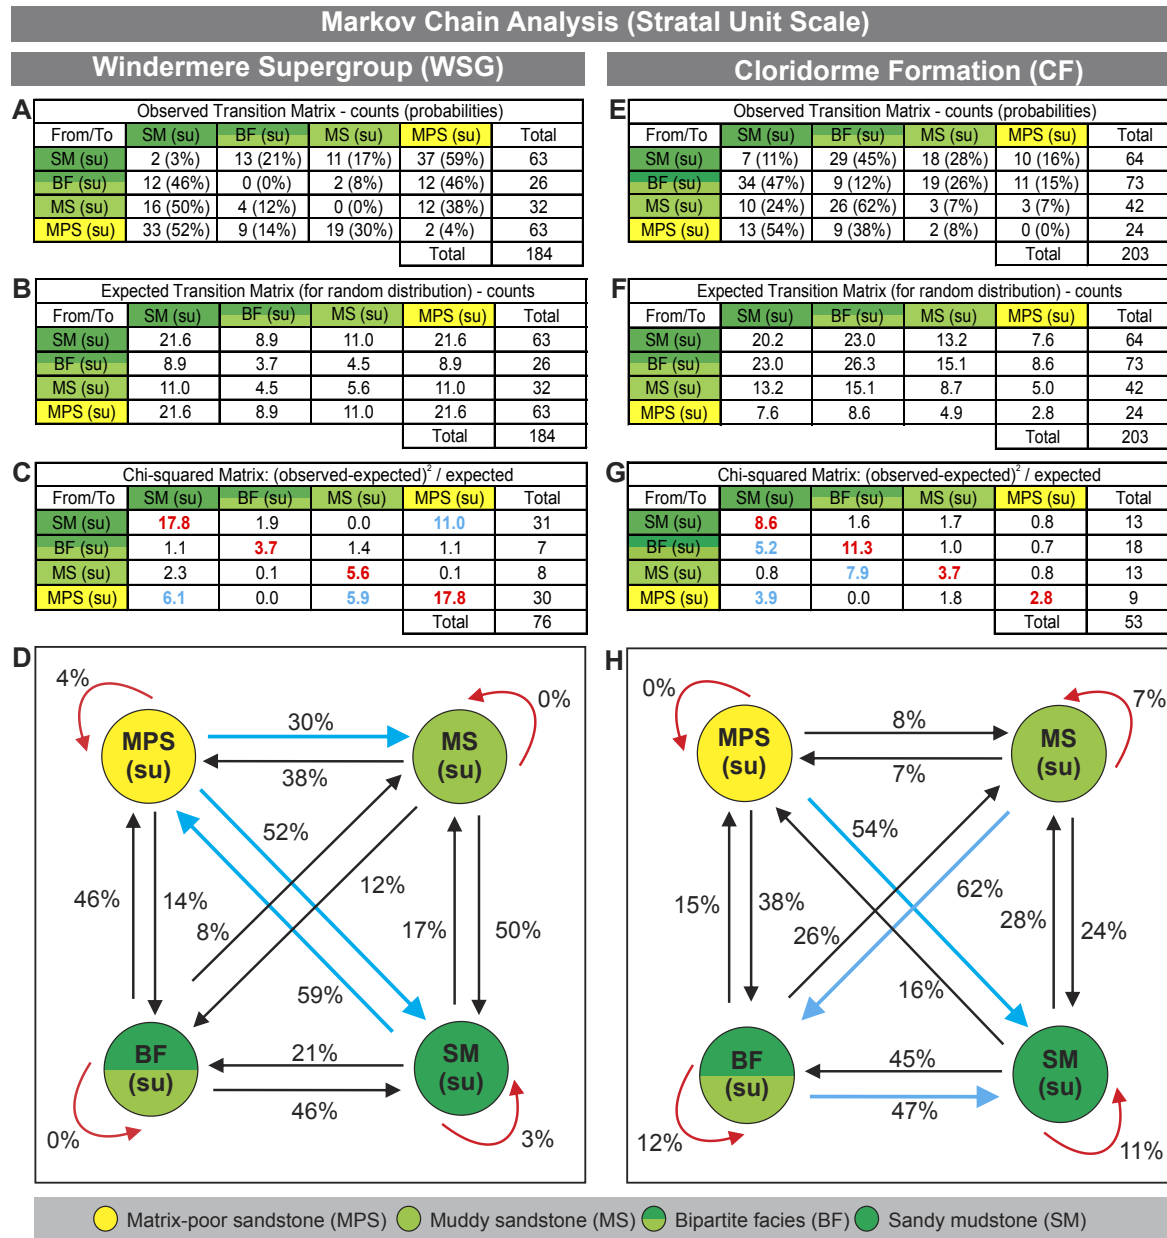 Markov Chain Analysis (Stratal Unit Scale)
Windermere Supergroup (WSG)
A
Observed Transition Matrix - counts (probabilities)
From/To SM (su) BF (su) MS (su) MPS (su) Total
SM (su) 2 (3%) 13 (21%) 11 (17%) 37 (59%) 63
BF (su) 12 (46%) 0 (0%) 2 (8%) 12 (46%) 26
MS (su) 16 (50%) 4 (12%) 0 (0%) 12 (38%) 32
MPS (su) 33 (52%) 9 (14%) 19 (30%) 2 (4%) 63
Total 184
B
Expected Transition Matrix (for random distribution) - counts
From/To SM (su) BF (su) MS (su) MPS (su) Total
SM (su) 21.6 8.9 11.0 21.6 63
BF (su) 8.9 3.7 4.5 8.9 26
MS (su) 11.0 4.5 5.6 11.0 32
MPS (su) 21.6 8.9 11.0 21.6 63
Total 184
C
Chi-squared Matrix: (observed-expected)² / expected
From/To SM (su) BF (su) MS (su) MPS (su) Total
SM (su) 17.8 1.9 0.0 11.0 31
BF (su) 1.1 3.7 1.4 1.1 7
MS (su) 2.3 0.1 5.6 0.1 8
MPS (su) 6.1 0.0 5.9 17.8 30
Total 76
D
4%
0%
MPS (su)
30%
MS (su)
38%
52%
12%
46%
14%
8%
17%
50%
59%
BF (su)
21%
SM (su)
46%
0%
3%
Cloridorme Formation (CF)
E
Observed Transition Matrix - counts (probabilities)
From/To SM (su) BF (su) MS (su) MPS (su) Total
SM (su) 7 (11%) 29 (45%) 18 (28%) 10 (16%) 64
BF (su) 34 (47%) 9 (12%) 19 (26%) 11 (15%) 73
MS (su) 10 (24%) 26 (62%) 3 (7%) 3 (7%) 42
MPS (su) 13 (54%) 9 (38%) 2 (8%) 0 (0%) 24
Total 203
F
Expected Transition Matrix (for random distribution) - counts
From/To SM (su) BF (su) MS (su) MPS (su) Total
SM (su) 20.2 23.0 13.2 7.6 64
BF (su) 23.0 26.3 15.1 8.6 73
MS (su) 13.2 15.1 8.7 5.0 42
MPS (su) 7.6 8.6 4.9 2.8 24
Total 203
G
Chi-squared Matrix: (observed-expected)² / expected
From/To SM (su) BF (su) MS (su) MPS (su) Total
SM (su) 8.6 1.6 1.7 0.8 13
BF (su) 5.2 11.3 1.0 0.7 18
MS (su) 0.8 7.9 3.7 0.8 13
MPS (su) 3.9 0.0 1.8 2.8 9
Total 53
H
0%
7%
MPS (su)
8%
MS (su)
7%
54%
62%
15%
38%
26%
28%
24%
16%
BF (su)
45%
SM (su)
47%
12%
11%
Matrix-poor sandstone (MPS) Muddy sandstone (MS) Bipartite facies (BF) Sandy mudstone (SM)